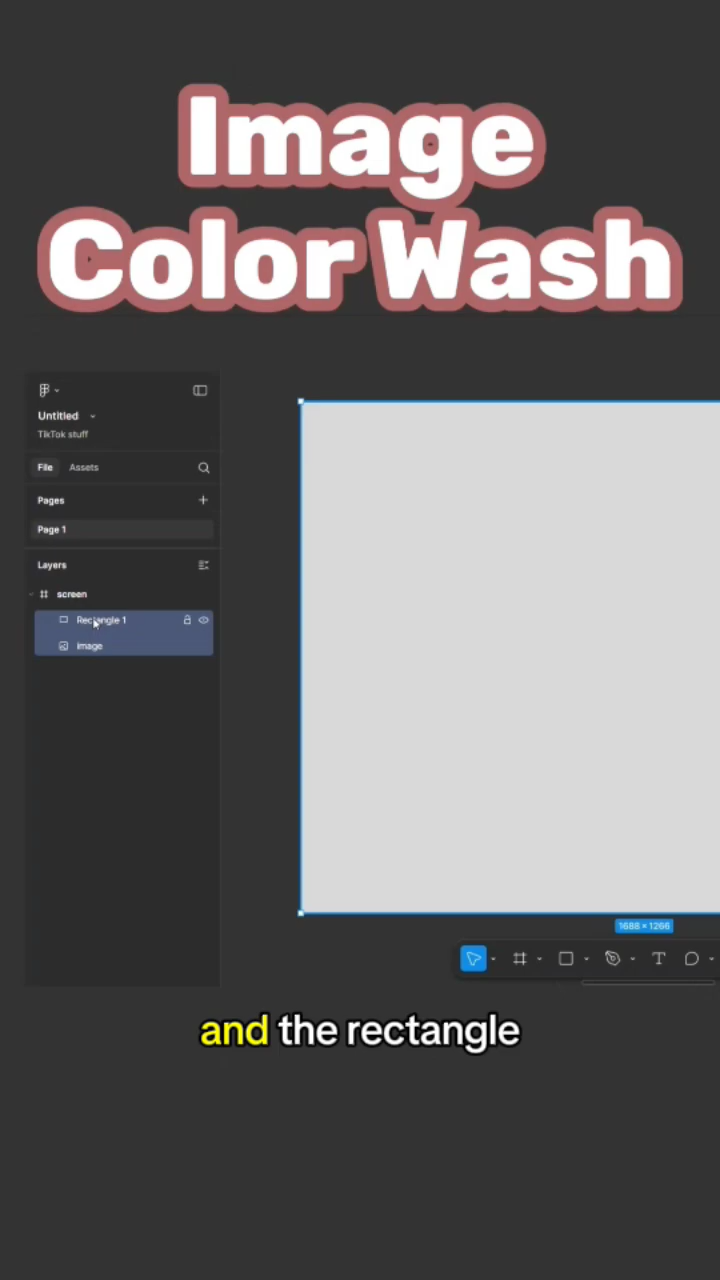 Image
Color Wash
Untitled
TikTok stuff
File Assets
Pages
Page 1
Layers
screen
Rectangle 1
Image
1688 × 1266
and the rectangle